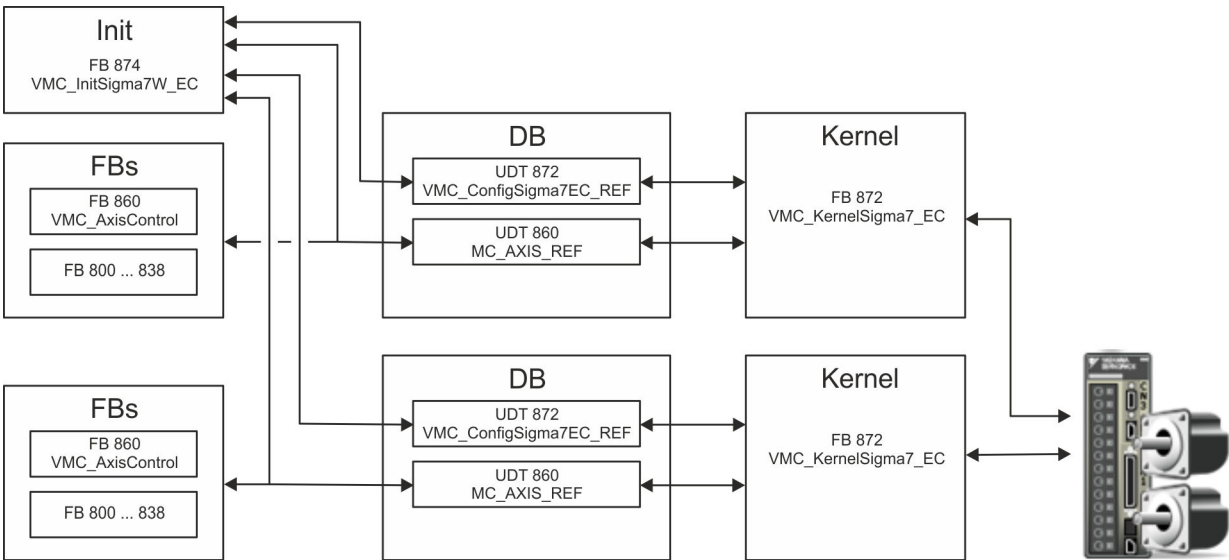 Init
FB 874
VMC_InitSigma7W_EC
FBs
FB 860
VMC_AxisControl
FB 800 ... 838
DB
UDT 872
VMC_ConfigSigma7EC_REF
UDT 860
MC_AXIS_REF
Kernel
FB 872
VMC_KernelSigma7_EC
FBs
FB 860
VMC_AxisControl
FB 800 ... 838
DB
UDT 872
VMC_ConfigSigma7EC_REF
UDT 860
MC_AXIS_REF
Kernel
FB 872
VMC_KernelSigma7_EC